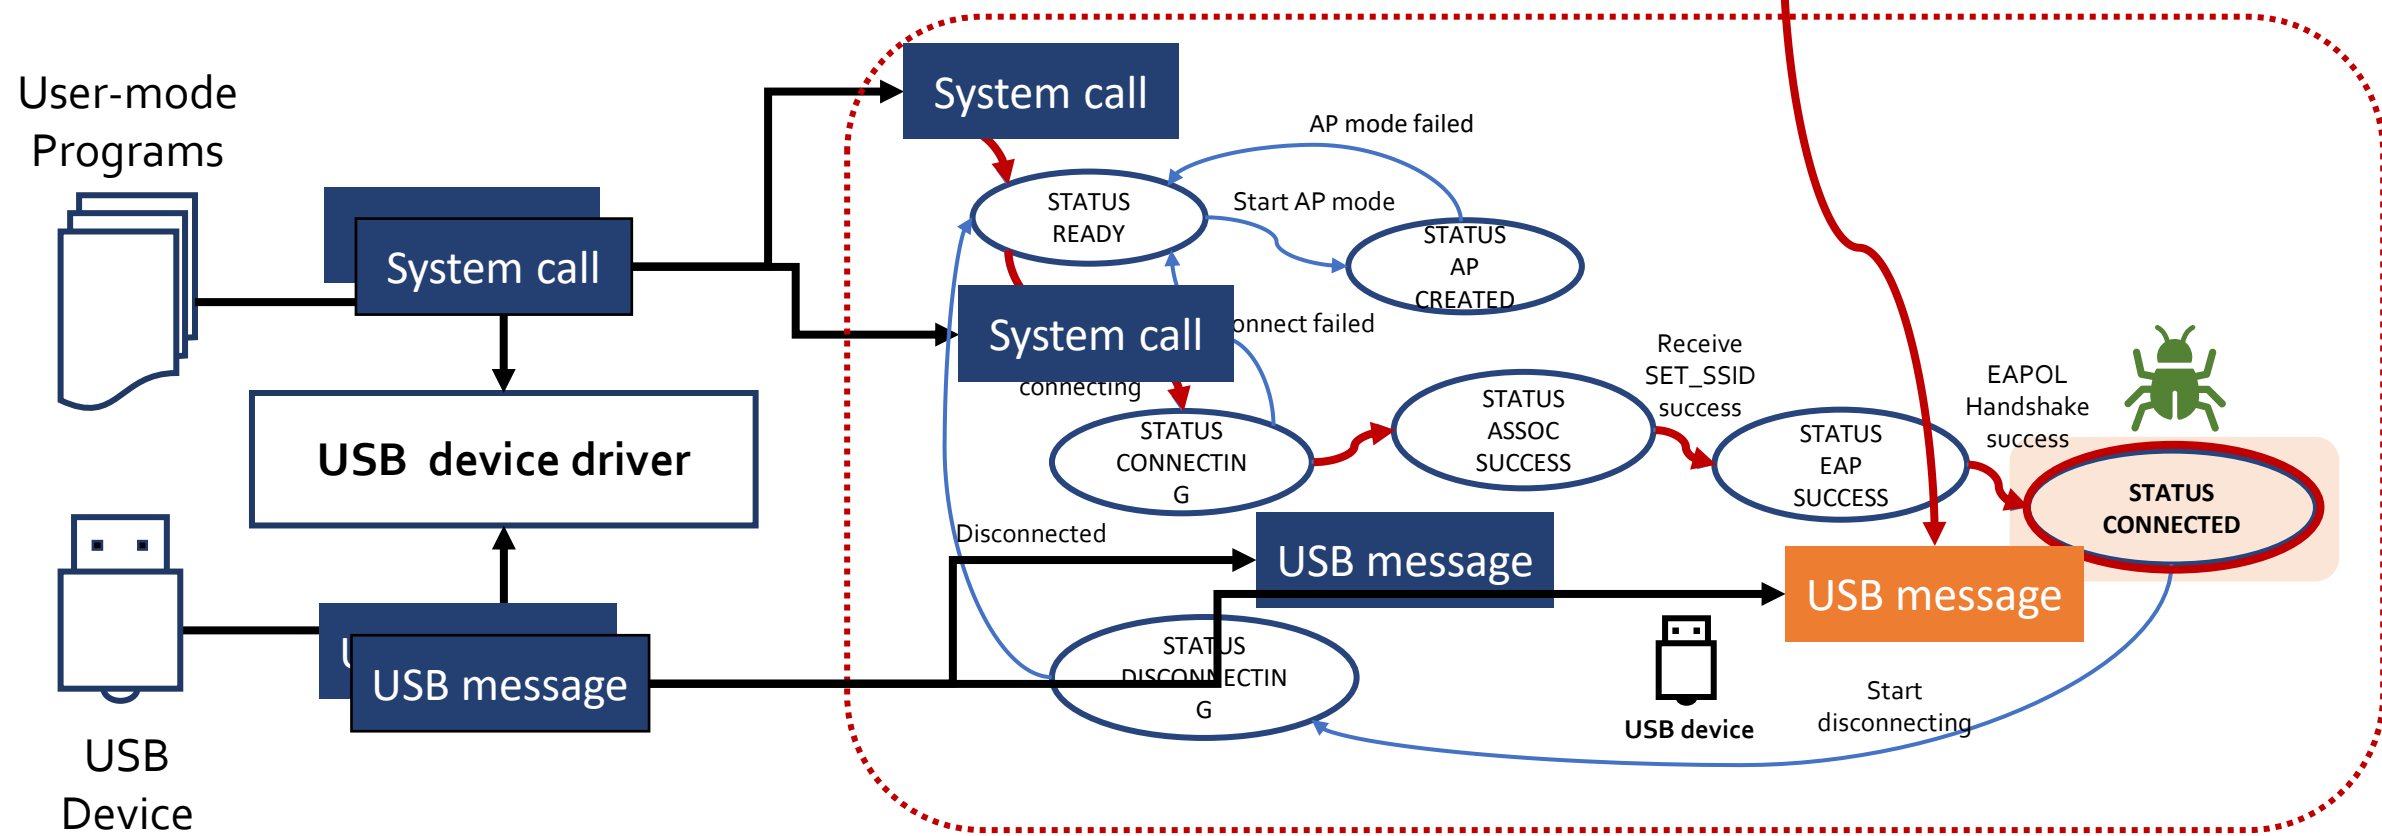 User-mode
Programs
System call
USB device driver
USB message
USB
Device
System call
AP mode failed
STATUS
READY
Start AP mode
STATUS
AP
CREATED
System call
onnect failed
connecting
STATUS
CONNECTIN
G
STATUS
ASSOC
SUCCESS
Receive
SET_SSID
success
STATUS
EAP
SUCCESS
EAPOL
Handshake
success
STATUS
CONNECTED
Disconnected
USB message
USB message
STATUS
DISCONNECTIN
G
USB device
Start
disconnecting